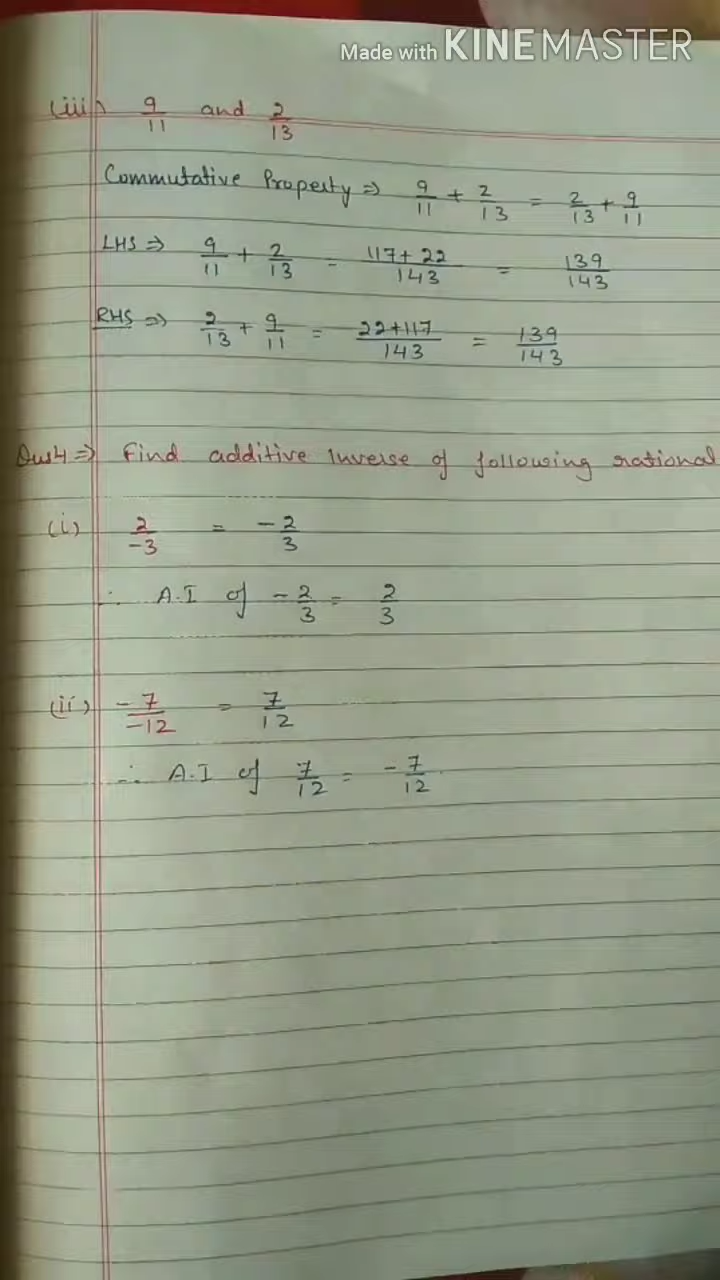 Made with KINEMASTER
(iii) 9/11 and 2/13
Commutative Property ⇒ 9/11 + 2/13 = 2/13 + 9/11
LHS ⇒ 9/11 + 2/13 = 117+22/143 = 139/143
RHS ⇒ 2/13 + 9/11 = 22+117/143 = 139/143
Qus4 ⇒ Find additive Inverse of following rational
(i) 2/-3 = -2/3
∴ A.I of -2/3 = 2/3
(ii) -7/-12 = 7/12
∴ A.I of 7/12 = -7/12